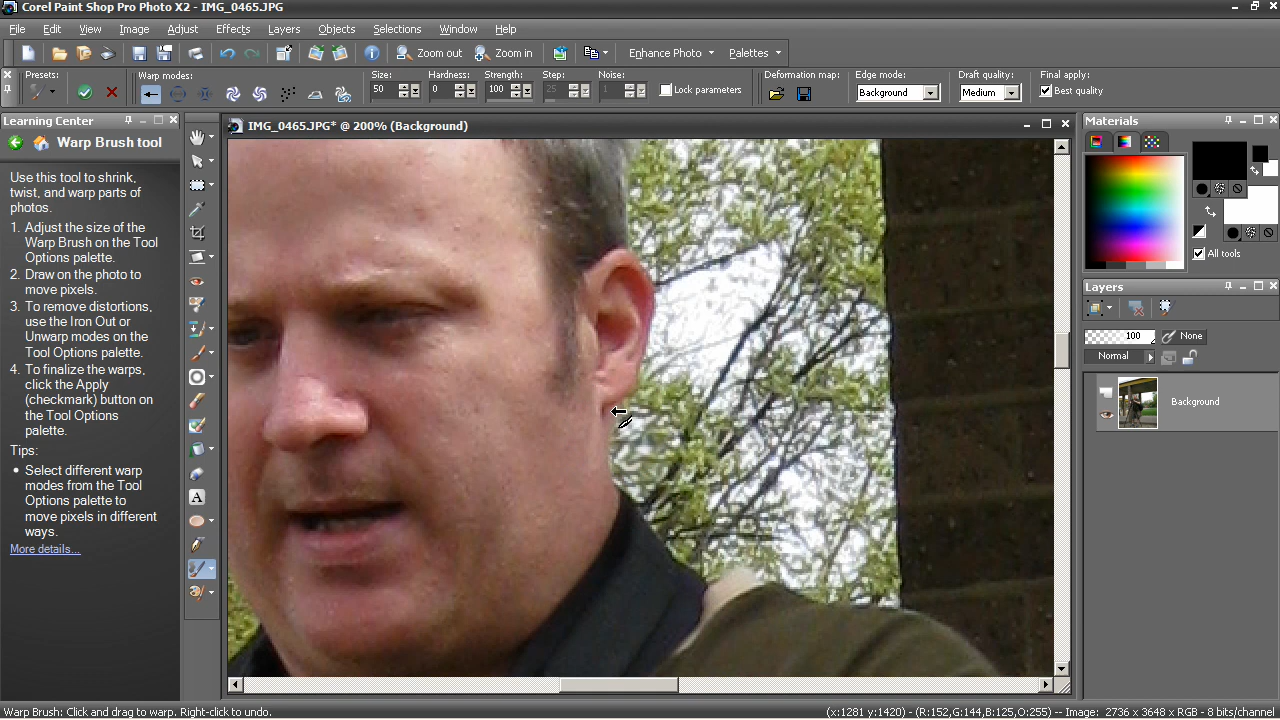 Corel Paint Shop Pro Photo X2 - IMG_0465.JPG
File Edit View Image Adjust Effects Layers Objects Selections Window Help
Zoom out Zoom in Enhance Photo Palettes
Presets: Warp modes: Size: Hardness: Strength: Step: Noise: Deformation map: Edge mode: Draft quality: Final apply:
50 0 100 25 1 Lock parameters Background Medium Best quality
Learning Center
Warp Brush tool
Use this tool to shrink,
twist, and warp parts of
photos.
1. Adjust the size of the
Warp Brush on the Tool
Options palette.
2. Draw on the photo to
move pixels.
3. To remove distortions,
use the Iron Out or
Unwarp modes on the
Tool Options palette.
4. To finalize the warps,
click the Apply
(checkmark) button on
the Tool Options
palette.
Tips:
• Select different warp
modes from the Tool
Options palette to
move pixels in different
ways.
More details...
IMG_0465.JPG* @ 200% (Background)
Materials
All tools
Layers
100 None
Normal
Background
Warp Brush: Click and drag to warp. Right-click to undo.
(x:1281 y:1420) - (R:152,G:144,B:125,O:255) -- Image: 2736 x 3648 x RGB - 8 bits/channel